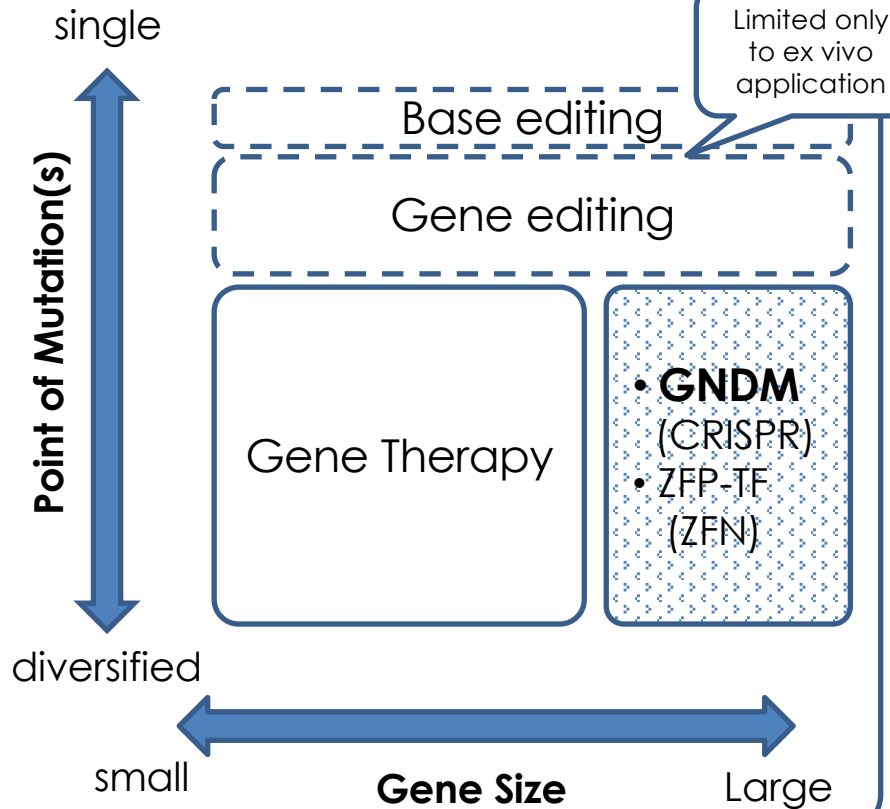 single
Limited only
to ex vivo
application
Base editing
Gene editing
Point of Mutation(s)
Gene Therapy
• GNDM
(CRISPR)
• ZFP-TF
(ZFN)
diversified
small
Gene Size
Large